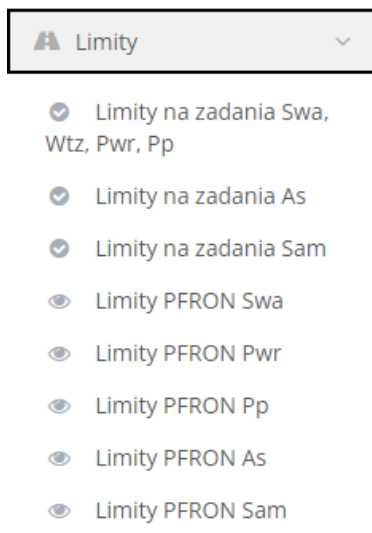 Limity
Limity na zadania Swa,
Wtz, Pwr, Pp
Limity na zadania As
Limity na zadania Sam
Limity PFRON Swa
Limity PFRON Pwr
Limity PFRON Pp
Limity PFRON As
Limity PFRON Sam